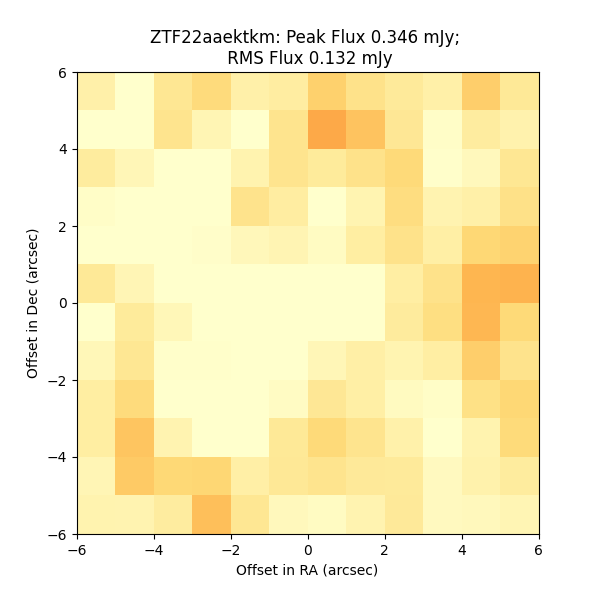 ZTF22aaektkm: Peak Flux 0.346 mJy;
RMS Flux 0.132 mJy
6
4
2
0
−2
−4
−6
Offset in Dec (arcsec)
−6 −4 −2 0 2 4 6
Offset in RA (arcsec)